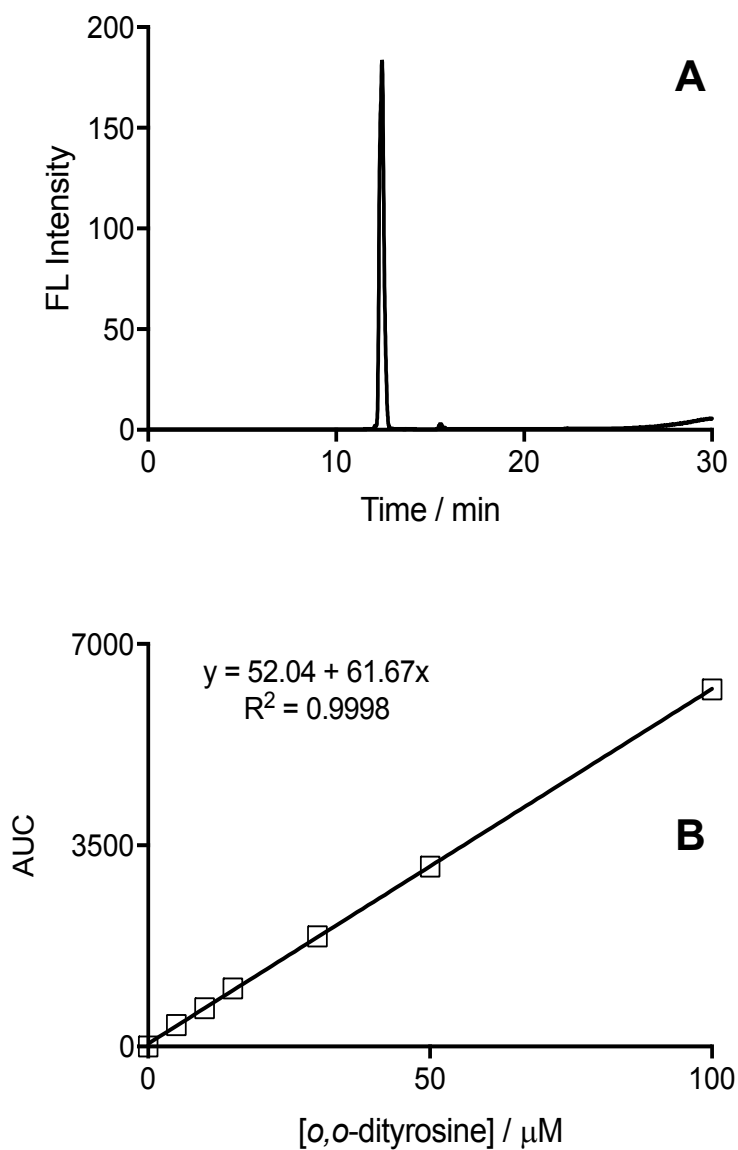 A
200
150
100
50
0
FL Intensity
0 10 20 30
Time / min
y = 52.04 + 61.67x
R² = 0.9998
B
7000
3500
0
AUC
0 50 100
[o,o-dityrosine] / μM